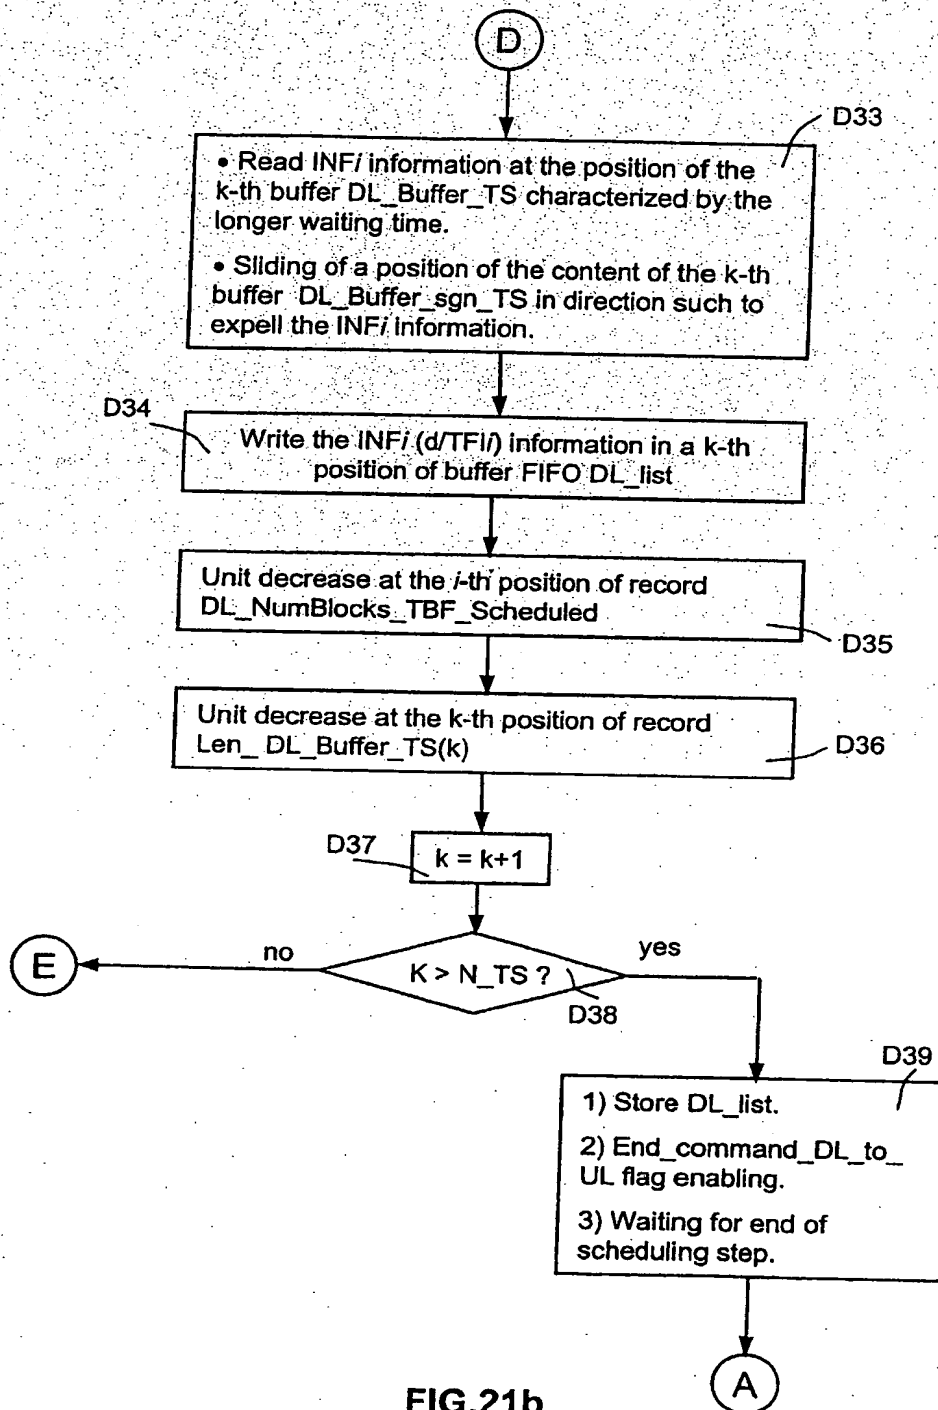 D
D33
• Read INFi information at the position of the
k-th buffer DL_Buffer_TS characterized by the
longer waiting time.
• Sliding of a position of the content of the k-th
buffer DL_Buffer_sgn_TS in direction such to
expell the INFi information.
D34
Write the INFi (d/TFIi) information in a k-th
position of buffer FIFO DL_list
Unit decrease at the i-th position of record
DL_NumBlocks_TBF_Scheduled
D35
Unit decrease at the k-th position of record
Len_ DL_Buffer_TS(k)
D36
D37
k = k+1
no
yes
E
K > N_TS ?
D38
D39
1) Store DL_list.
2) End_command_DL_to_
UL flag enabling.
3) Waiting for end of
scheduling step.
A
FIG.21b